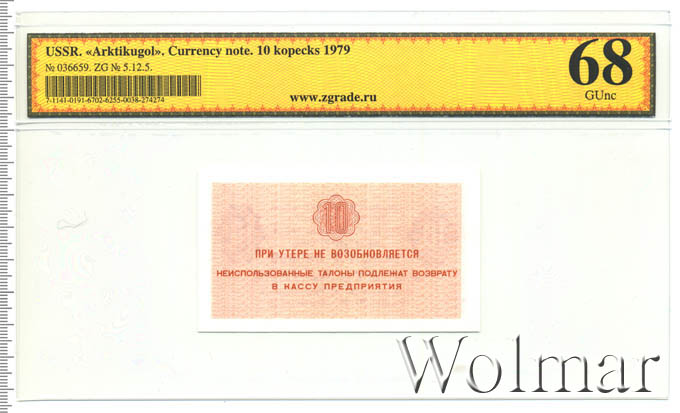 USSR. «Arktikugol». Currency note. 10 kopecks 1979
№ 036659. ZG № 5.12.5.
7-1141-0191-6702-6255-0038-274274
www.zgrade.ru
68
GUnc
10
ПРИ УТЕРЕ НЕ ВОЗОБНОВЛЯЕТСЯ
НЕИСПОЛЬЗОВАННЫЕ ТАЛОНЫ ПОДЛЕЖАТ ВОЗВРАТУ
В КАССУ ПРЕДПРИЯТИЯ
Wolmar